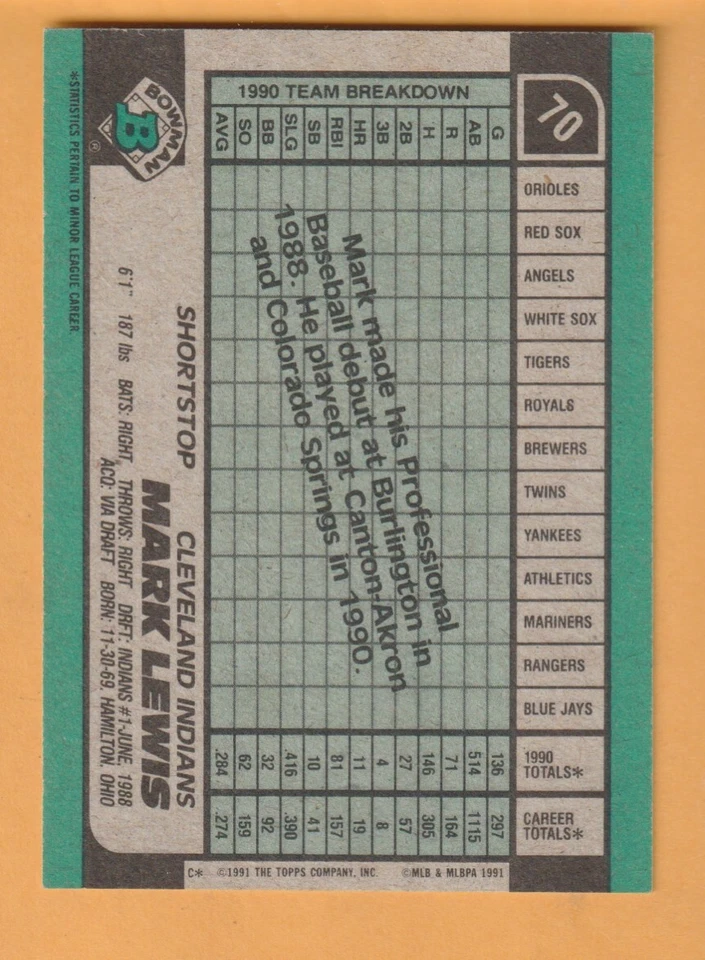 70
1990 TEAM BREAKDOWN
G AB R H 2B 3B HR RBI SB SLG BB SO AVG
ORIOLES
RED SOX
ANGELS
WHITE SOX
TIGERS
ROYALS
BREWERS
TWINS
YANKEES
ATHLETICS
MARINERS
RANGERS
BLUE JAYS
1990 TOTALS* 136 514 71 146 27 4 11 81 10 .416 32 62 .284
CAREER TOTALS* 297 1115 164 305 57 8 19 157 41 .390 92 159 .274
Mark made his Professional
Baseball debut at Burlington in
1988. He played at Canton-Akron
and Colorado Springs in 1990.
SHORTSTOP CLEVELAND INDIANS
MARK LEWIS
6'1" 187 lbs BATS: RIGHT THROWS: RIGHT DRFT: INDIANS #1-JUNE, 1988
ACQ: VIA DRAFT BORN: 11-30-69, HAMILTON, OHIO
BOWMAN
B
®
*STATISTICS PERTAIN TO MINOR LEAGUE CAREER.
C* ©1991 THE TOPPS COMPANY, INC. ©MLB & MLBPA 1991